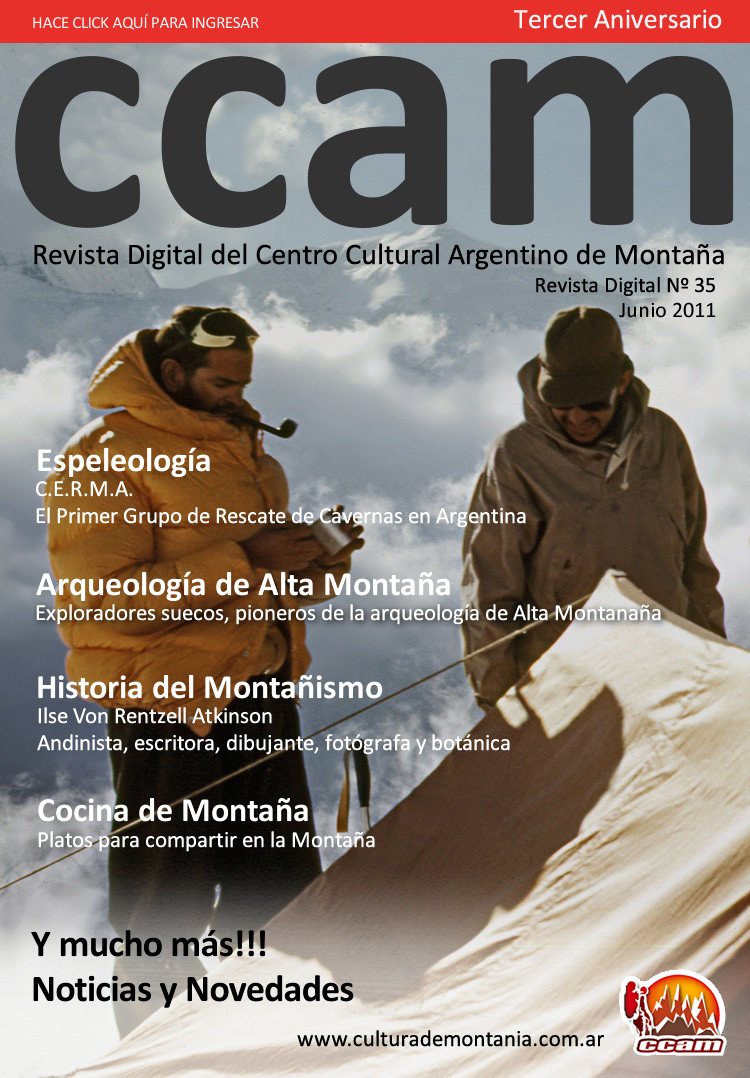 HACE CLICK AQUÍ PARA INGRESAR
Tercer Aniversario
ccam
Revista Digital del Centro Cultural Argentino de Montaña
Revista Digital Nº 35
Junio 2011
Espeleología
C.E.R.M.A.
El Primer Grupo de Rescate de Cavernas en Argentina
Arqueología de Alta Montaña
Exploradores suecos, pioneros de la arqueología de Alta Montanaña
Historia del Montañismo
Ilse Von Rentzell Atkinson
Andinista, escritora, dibujante, fotógrafa y botánica
Cocina de Montaña
Platos para compartir en la Montaña
Y mucho más!!!
Noticias y Novedades
www.culturademontania.com.ar
ccam